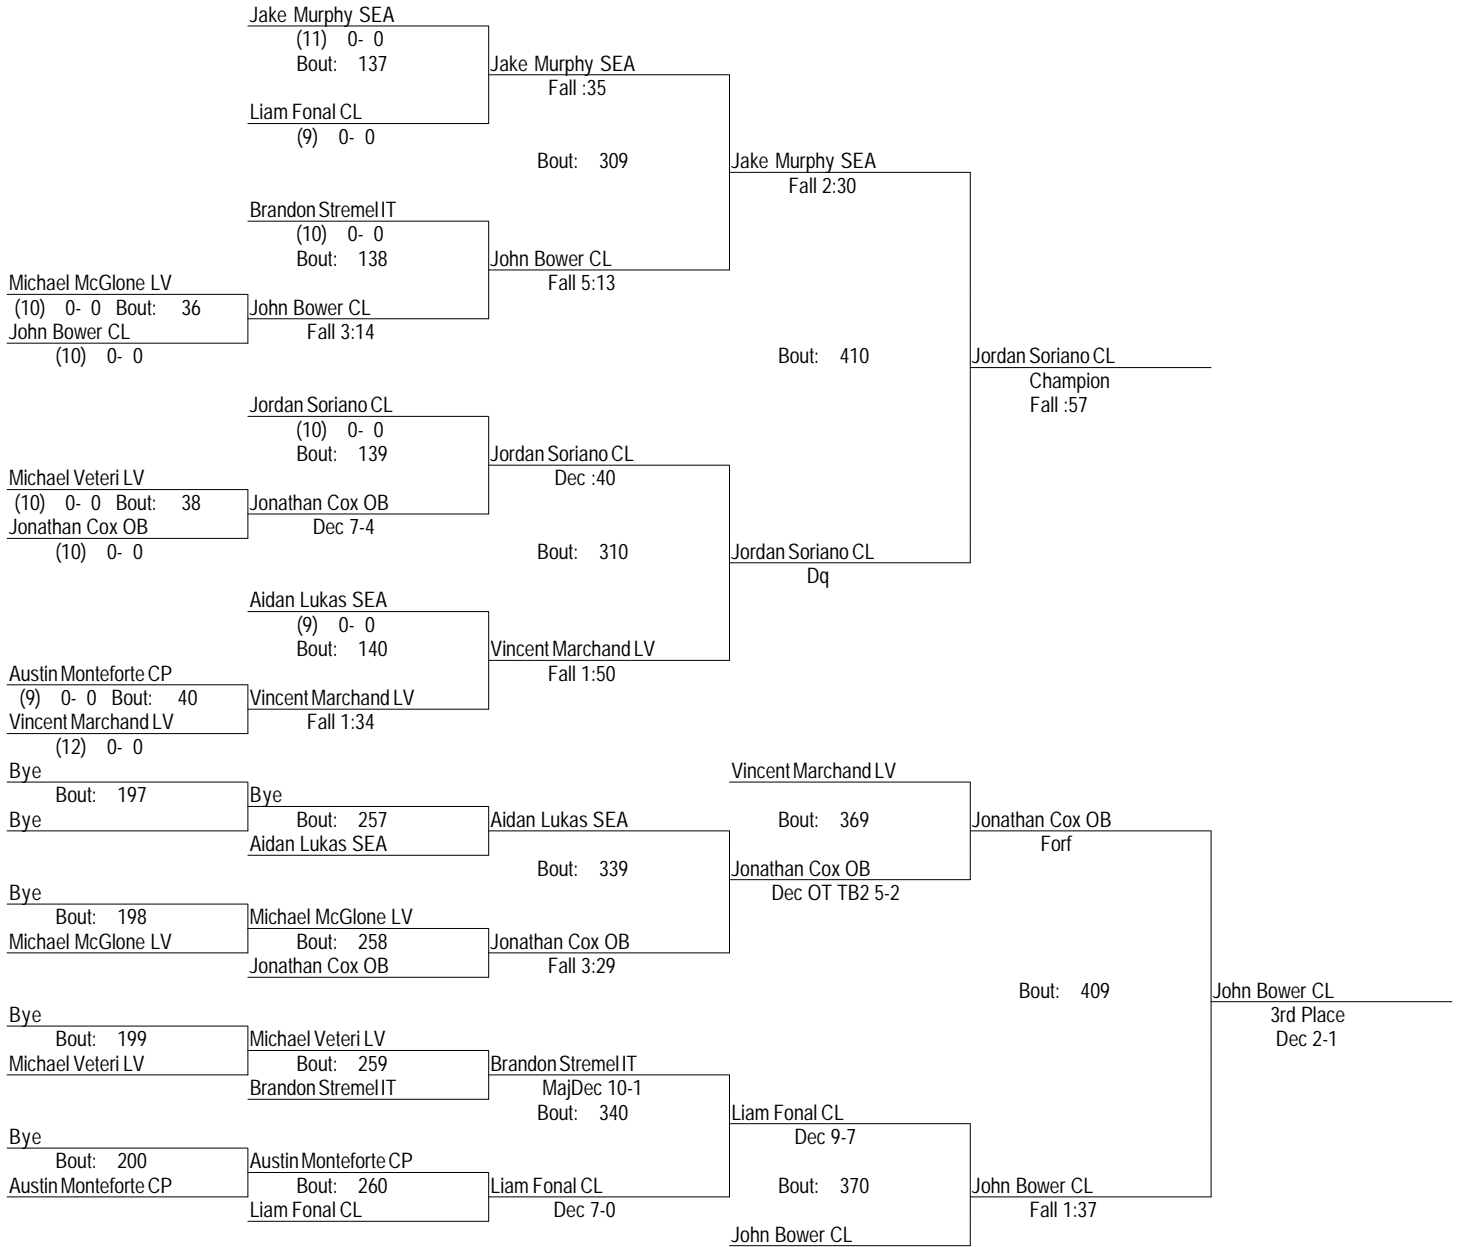 Jake Murphy SEA
(11) 0- 0
Bout: 137
Jake Murphy SEA
Fall :35
Liam Fonal CL
(9) 0- 0
Bout: 309
Jake Murphy SEA
Fall 2:30
Brandon Stremel IT
(10) 0- 0
Bout: 138
John Bower CL
Fall 5:13
Michael McGlone LV
(10) 0- 0 Bout: 36
John Bower CL
Fall 3:14
John Bower CL
(10) 0- 0
Bout: 410
Jordan Soriano CL
Champion
Fall :57
Jordan Soriano CL
(10) 0- 0
Bout: 139
Jordan Soriano CL
Dec :40
Michael Veteri LV
(10) 0- 0 Bout: 38
Jonathan Cox OB
Dec 7-4
Jonathan Cox OB
(10) 0- 0
Bout: 310
Jordan Soriano CL
Dq
Aidan Lukas SEA
(9) 0- 0
Bout: 140
Vincent Marchand LV
Fall 1:50
Austin Monteforte CP
(9) 0- 0 Bout: 40
Vincent Marchand LV
Fall 1:34
Vincent Marchand LV
(12) 0- 0
Bye
Bout: 197
Bye
Bye
Bout: 257
Aidan Lukas SEA
Aidan Lukas SEA
Vincent Marchand LV
Bout: 369
Jonathan Cox OB
Forf
Bout: 339
Jonathan Cox OB
Dec OT TB2 5-2
Bye
Bout: 198
Michael McGlone LV
Michael McGlone LV
Bout: 258
Jonathan Cox OB
Jonathan Cox OB
Fall 3:29
Bout: 409
John Bower CL
3rd Place
Dec 2-1
Bye
Bout: 199
Michael Veteri LV
Michael Veteri LV
Bout: 259
Brandon Stremel IT
Brandon Stremel IT
MajDec 10-1
Bout: 340
Liam Fonal CL
Dec 9-7
Bye
Bout: 200
Austin Monteforte CP
Austin Monteforte CP
Bout: 260
Liam Fonal CL
Liam Fonal CL
Dec 7-0
Bout: 370
John Bower CL
Fall 1:37
John Bower CL